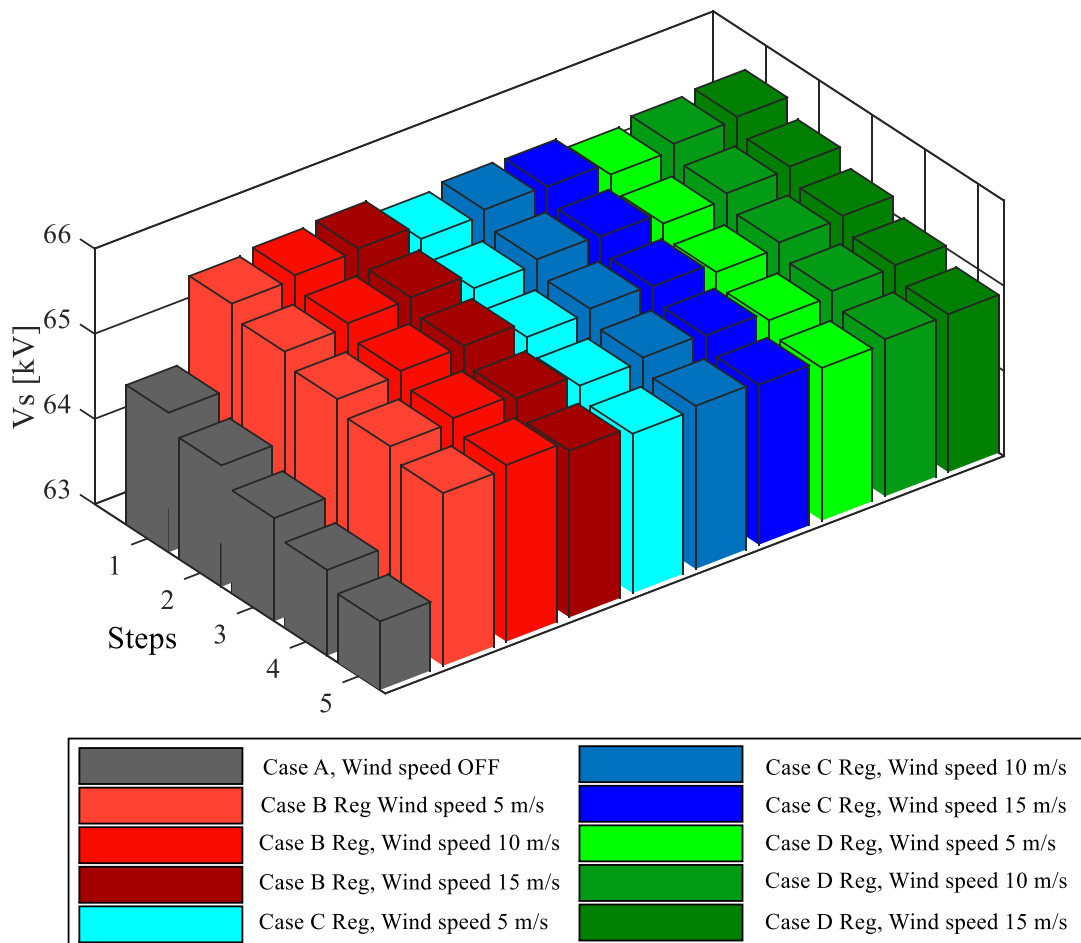 66
65
64
63
Vs [kV]
1
2
3
4
5
Steps
Case A, Wind speed OFF
Case B Reg Wind speed 5 m/s
Case B Reg, Wind speed 10 m/s
Case B Reg, Wind speed 15 m/s
Case C Reg, Wind speed 5 m/s
Case C Reg, Wind speed 10 m/s
Case C Reg, Wind speed 15 m/s
Case D Reg, Wind speed 5 m/s
Case D Reg, Wind speed 10 m/s
Case D Reg, Wind speed 15 m/s